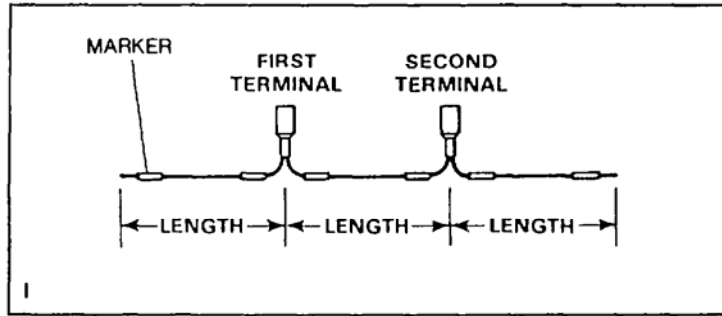 MARKER
FIRST
TERMINAL
SECOND
TERMINAL
LENGTH
LENGTH
LENGTH
I